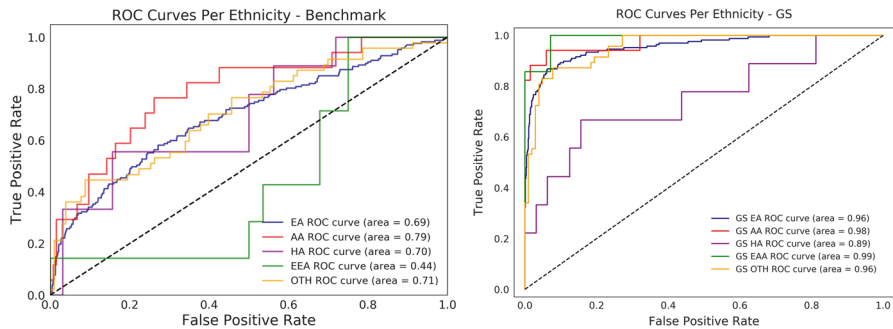 ROC Curves Per Ethnicity - Benchmark
1.0
0.8
0.6
0.4
0.2
0.0
True Positive Rate
0.0 0.2 0.4 0.6 0.8 1.0
False Positive Rate
EA ROC curve (area = 0.69)
AA ROC curve (area = 0.79)
HA ROC curve (area = 0.70)
EEA ROC curve (area = 0.44)
OTH ROC curve (area = 0.71)
ROC Curves Per Ethnicity - GS
1.0
0.8
0.6
0.4
0.2
0.0
True Positive Rate
0.0 0.2 0.4 0.6 0.8 1.0
False Positive Rate
GS EA ROC curve (area = 0.96)
GS AA ROC curve (area = 0.98)
GS HA ROC curve (area = 0.89)
GS EAA ROC curve (area = 0.99)
GS OTH ROC curve (area = 0.96)